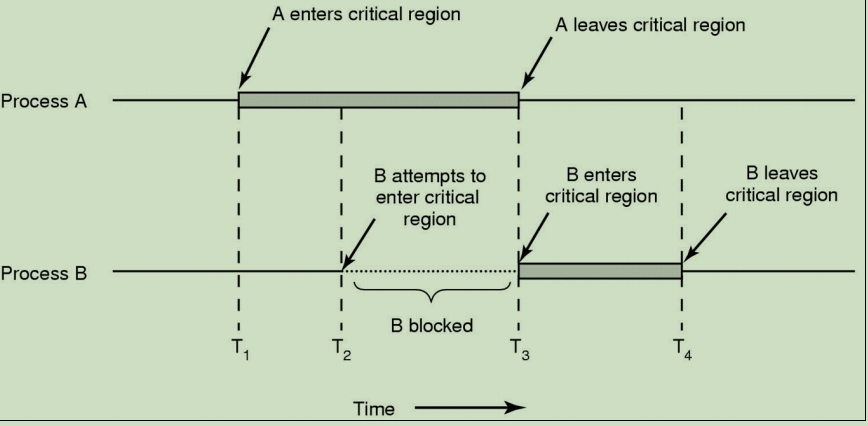 A enters critical region
A leaves critical region
Process A
B attempts to
enter critical
region
B enters
critical region
B leaves
critical region
Process B
B blocked
T1
T2
T3
T4
Time